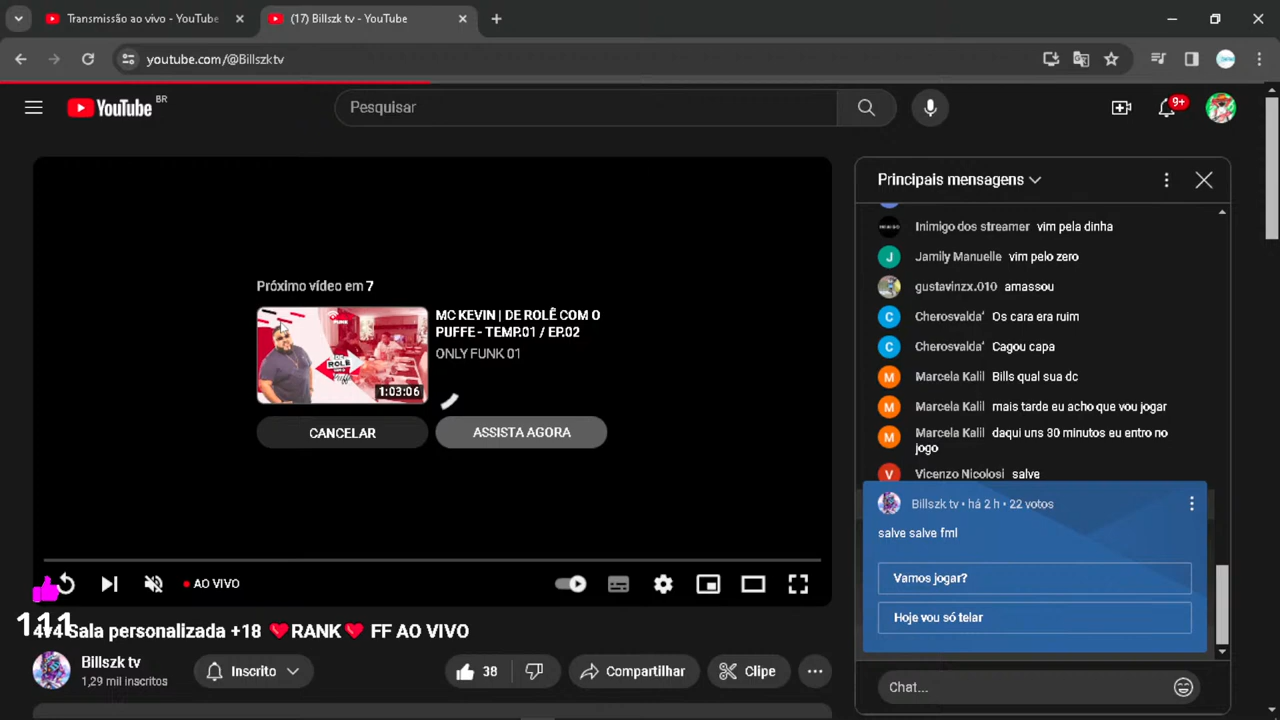 Transmissão ao vivo - YouTube
(17) Billszk tv - YouTube
youtube.com/@Billszktv
YouTube BR
Pesquisar
9+
Próximo vídeo em 7
MC KEVIN | DE ROLÊ COM O
PUFFE - TEMP.01 / EP.02
ONLY FUNK 01
1:03:06
CANCELAR
ASSISTA AGORA
AO VIVO
111
4v4 Sala personalizada +18 ❤️RANK❤️ FF AO VIVO
Billszk tv
1,29 mil inscritos
Inscrito
38
Compartilhar
Clipe
Principais mensagens
Inimigo dos streamer vim pela dinha
Jamily Manuelle vim pelo zero
gustavinzx.010 amassou
Cherosvalda’ Os cara era ruim
Cherosvalda’ Cagou capa
Marcela Kalil Bills qual sua dc
Marcela Kalil mais tarde eu acho que vou jogar
Marcela Kalil daqui uns 30 minutos eu entro no
jogo
Vicenzo Nicolosi salve
Billszk tv • há 2 h • 22 votos
salve salve fml
Vamos jogar?
Hoje vou só telar
Chat...